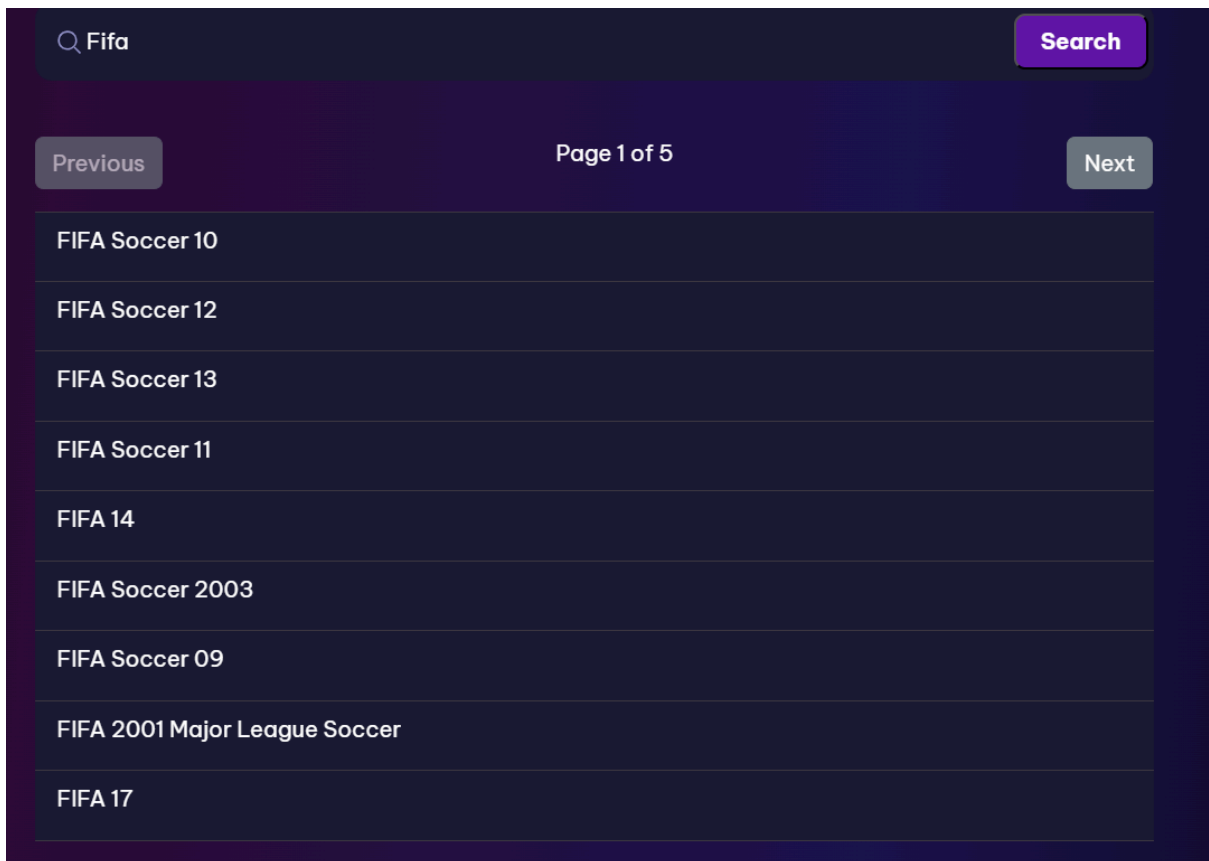 Fifa
Search
Previous
Page 1 of 5
Next
FIFA Soccer 10
FIFA Soccer 12
FIFA Soccer 13
FIFA Soccer 11
FIFA 14
FIFA Soccer 2003
FIFA Soccer 09
FIFA 2001 Major League Soccer
FIFA 17